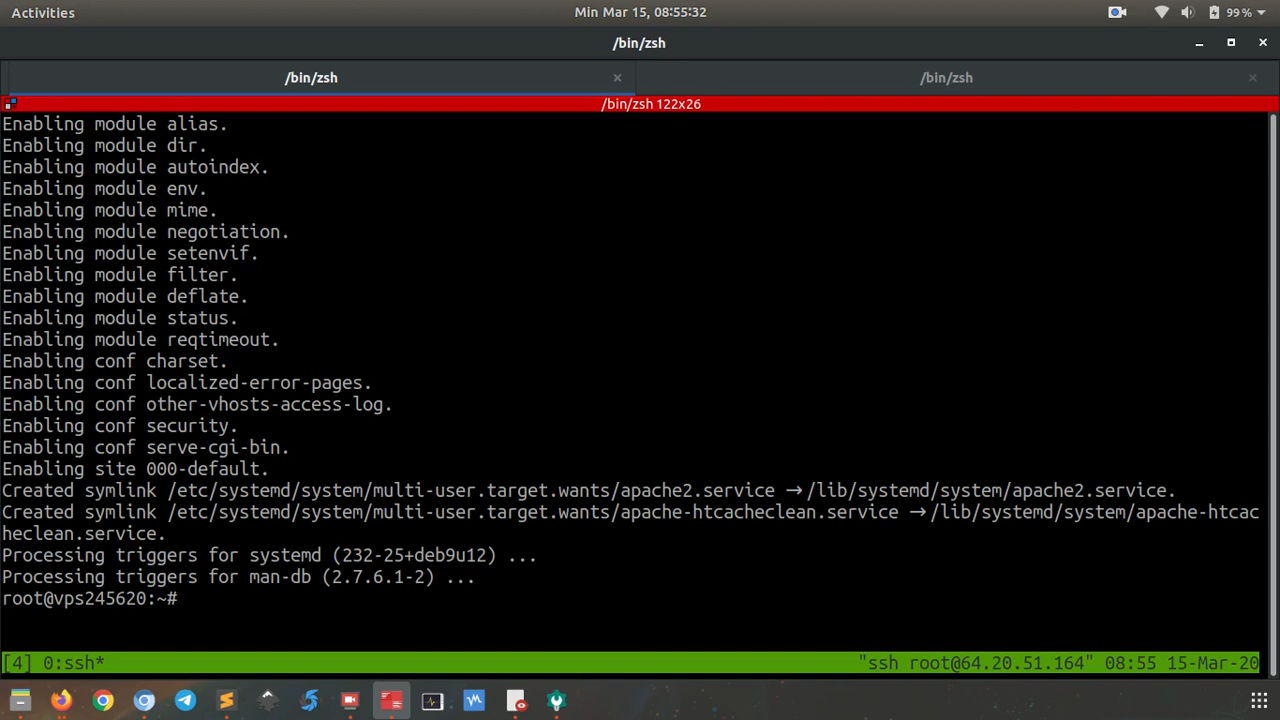 Activities
Min Mar 15, 08:55:32
99 %
/bin/zsh
/bin/zsh
/bin/zsh
/bin/zsh 122x26
Enabling module alias.
Enabling module dir.
Enabling module autoindex.
Enabling module env.
Enabling module mime.
Enabling module negotiation.
Enabling module setenvif.
Enabling module filter.
Enabling module deflate.
Enabling module status.
Enabling module reqtimeout.
Enabling conf charset.
Enabling conf localized-error-pages.
Enabling conf other-vhosts-access-log.
Enabling conf security.
Enabling conf serve-cgi-bin.
Enabling site 000-default.
Created symlink /etc/systemd/system/multi-user.target.wants/apache2.service → /lib/systemd/system/apache2.service.
Created symlink /etc/systemd/system/multi-user.target.wants/apache-htcacheclean.service → /lib/systemd/system/apache-htcac
heclean.service.
Processing triggers for systemd (232-25+deb9u12) ...
Processing triggers for man-db (2.7.6.1-2) ...
root@vps245620:~#
[4] 0:ssh*
"ssh root@64.20.51.164" 08:55 15-Mar-20